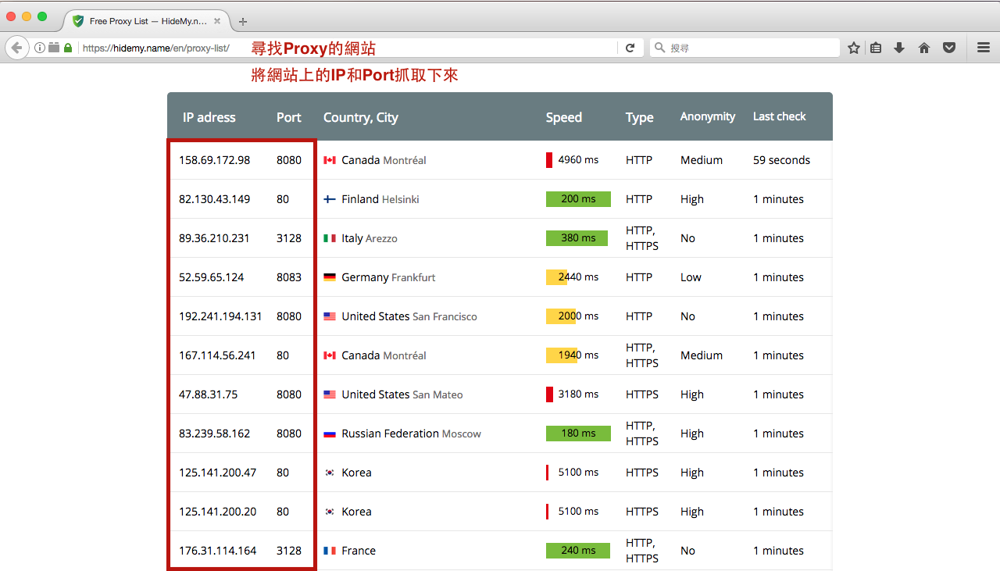 Free Proxy List — HideMy.n...
https://hidemy.name/en/proxy-list/
搜尋
尋找Proxy的網站
將網站上的IP和Port抓取下來
IP adress Port Country, City Speed Type Anonymity Last check
158.69.172.98 8080 Canada Montréal 4960 ms HTTP Medium 59 seconds
82.130.43.149 80 Finland Helsinki 200 ms HTTP High 1 minutes
89.36.210.231 3128 Italy Arezzo 380 ms HTTP, HTTPS No 1 minutes
52.59.65.124 8083 Germany Frankfurt 2440 ms HTTP Low 1 minutes
192.241.194.131 8080 United States San Francisco 2000 ms HTTP No 1 minutes
167.114.56.241 80 Canada Montréal 1940 ms HTTP, HTTPS Medium 1 minutes
47.88.31.75 8080 United States San Mateo 3180 ms HTTPS High 1 minutes
83.239.58.162 8080 Russian Federation Moscow 180 ms HTTP, HTTPS High 1 minutes
125.141.200.47 80 Korea 5100 ms HTTPS High 1 minutes
125.141.200.20 80 Korea 5100 ms HTTPS High 1 minutes
176.31.114.164 3128 France 240 ms HTTP, HTTPS No 1 minutes